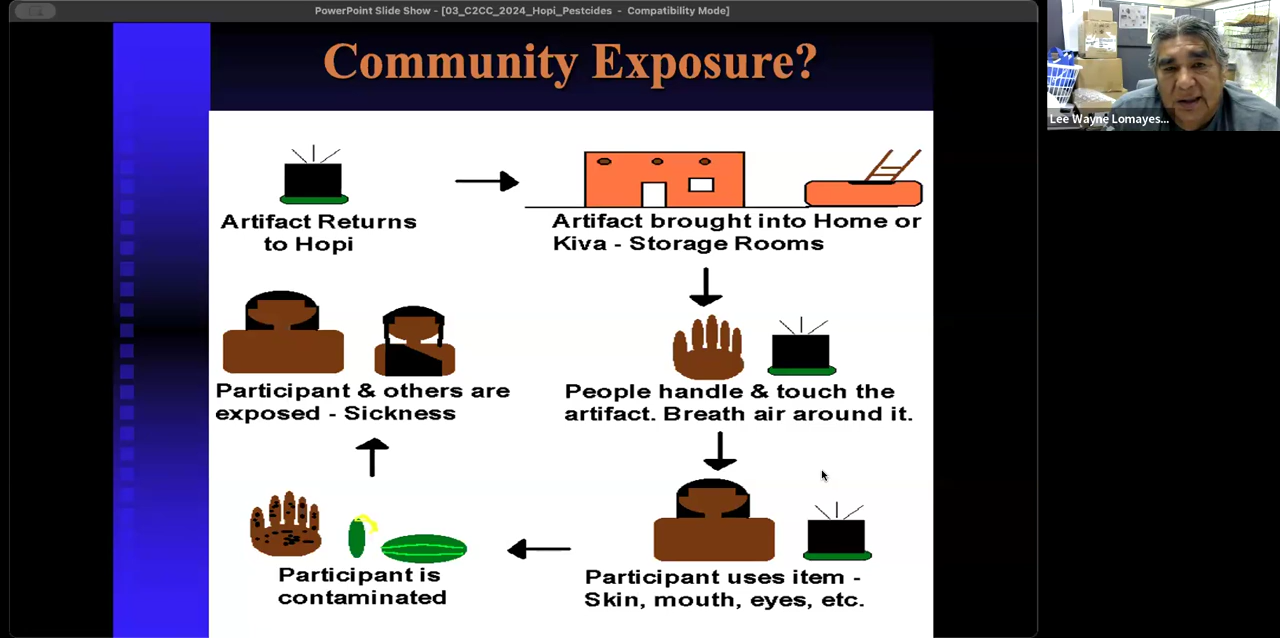 PowerPoint Slide Show - [03_C2CC_2024_Hopi_Pestcides - Compatibility Mode]
Community Exposure?
Lee Wayne Lomayes...
Artifact Returns
to Hopi
Artifact brought into Home or
Kiva - Storage Rooms
People handle & touch the
artifact. Breath air around it.
Participant uses item -
Skin, mouth, eyes, etc.
Participant is
contaminated
Participant & others are
exposed - Sickness